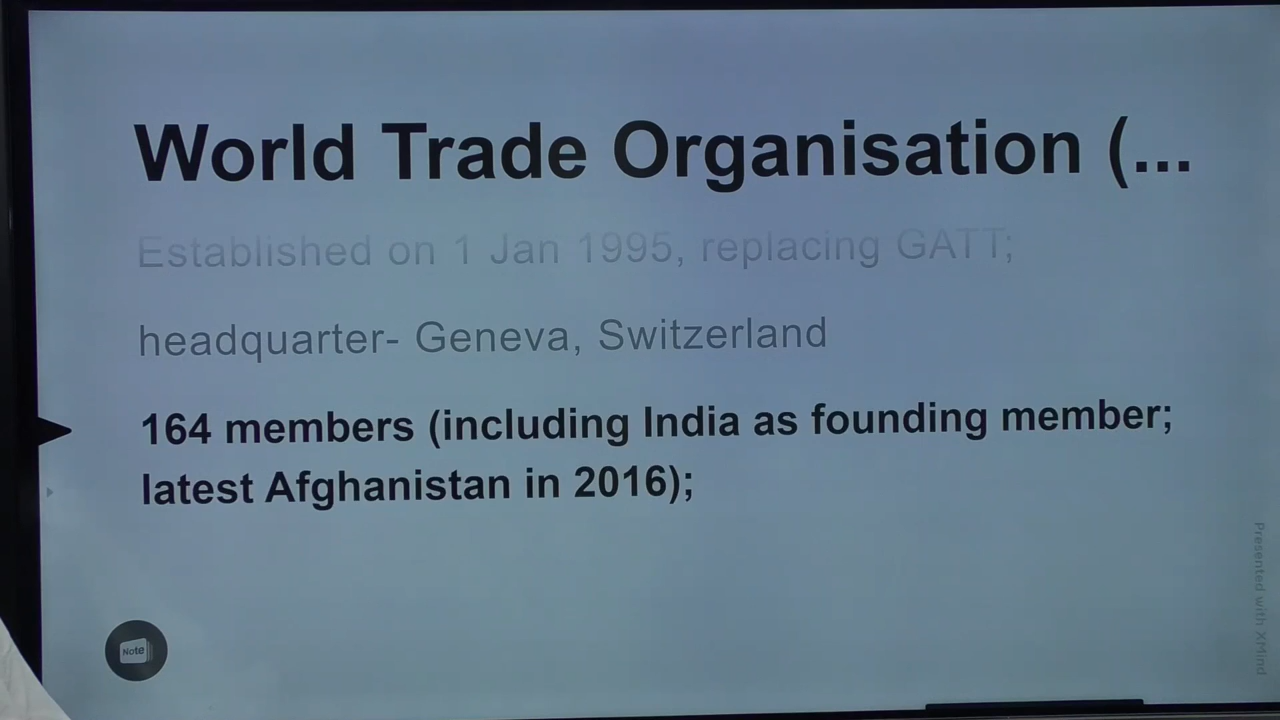 World Trade Organisation (...
Established on 1 Jan 1995, replacing GATT;
headquarter- Geneva, Switzerland
164 members (including India as founding member;
latest Afghanistan in 2016);
Note
Presented with XMind